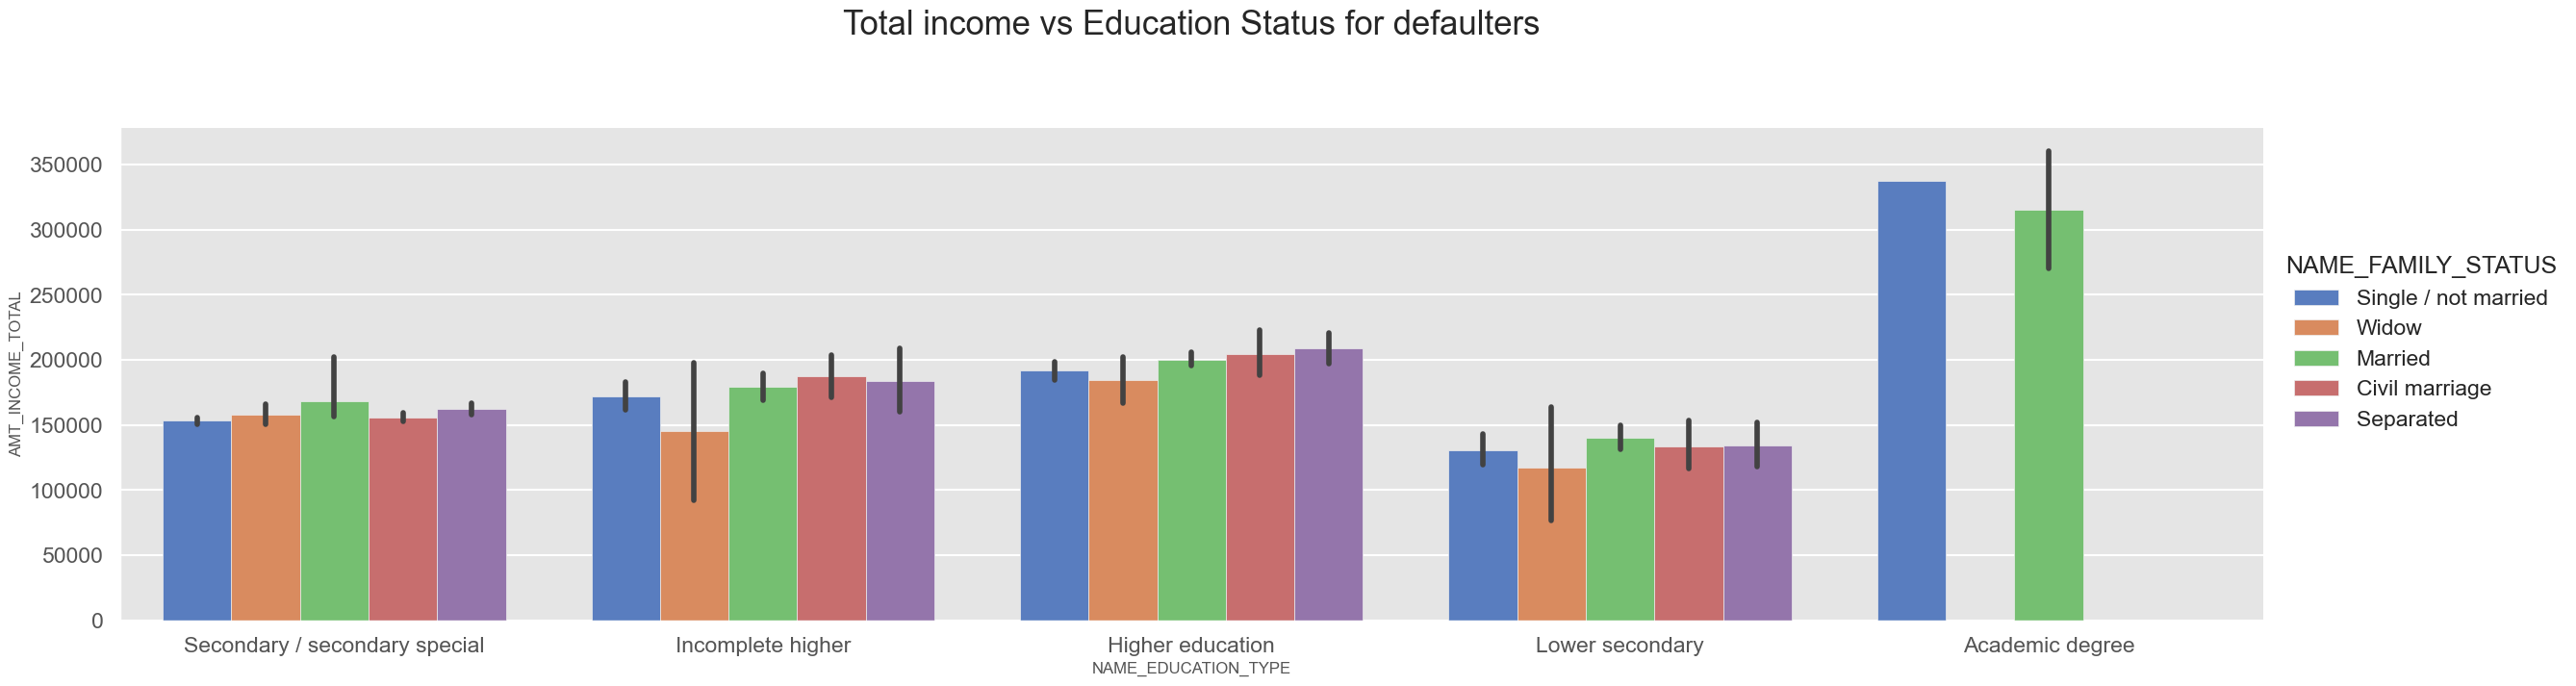 Total income vs Education Status for defaulters
AMT_INCOME_TOTAL
350000
300000
250000
200000
150000
100000
50000
0
Secondary / secondary special
Incomplete higher
Higher education
Lower secondary
Academic degree
NAME_EDUCATION_TYPE
NAME_FAMILY_STATUS
Single / not married
Widow
Married
Civil marriage
Separated